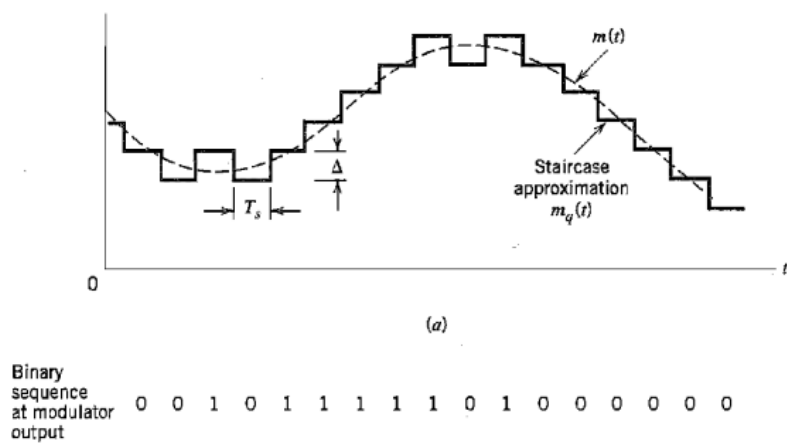 m(t)
Staircase
approximation
m_q(t)
Δ
T_s
0
t
(a)
Binary
sequence
at modulator
output
0 0 1 0 1 1 1 1 1 0 1 0 0 0 0 0 0